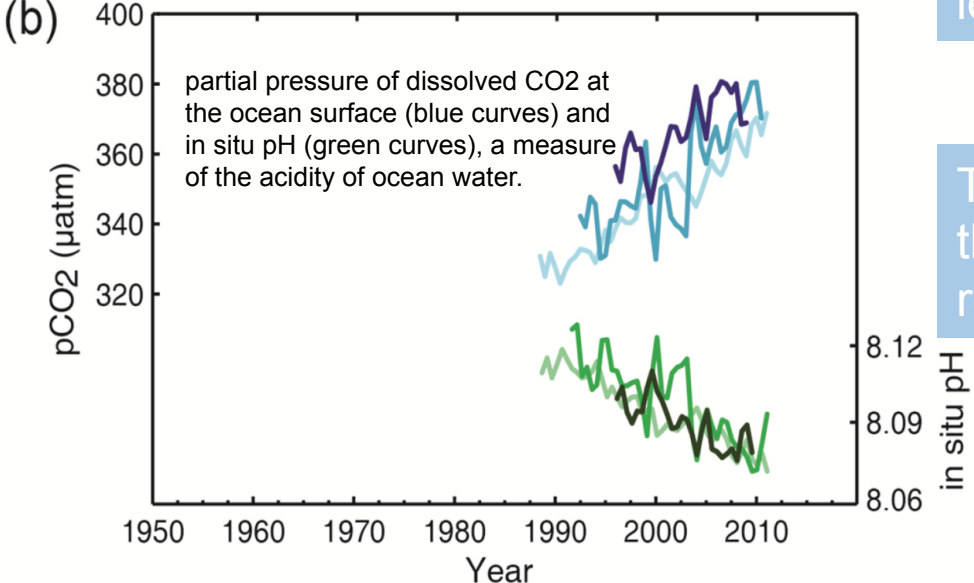 (b)
400
380
360
340
320
pCO2 (µatm)
partial pressure of dissolved CO2 at
the ocean surface (blue curves) and
in situ pH (green curves), a measure
of the acidity of ocean water.
8.12
8.09
8.06
in situ pH
1950 1960 1970 1980 1990 2000 2010
Year